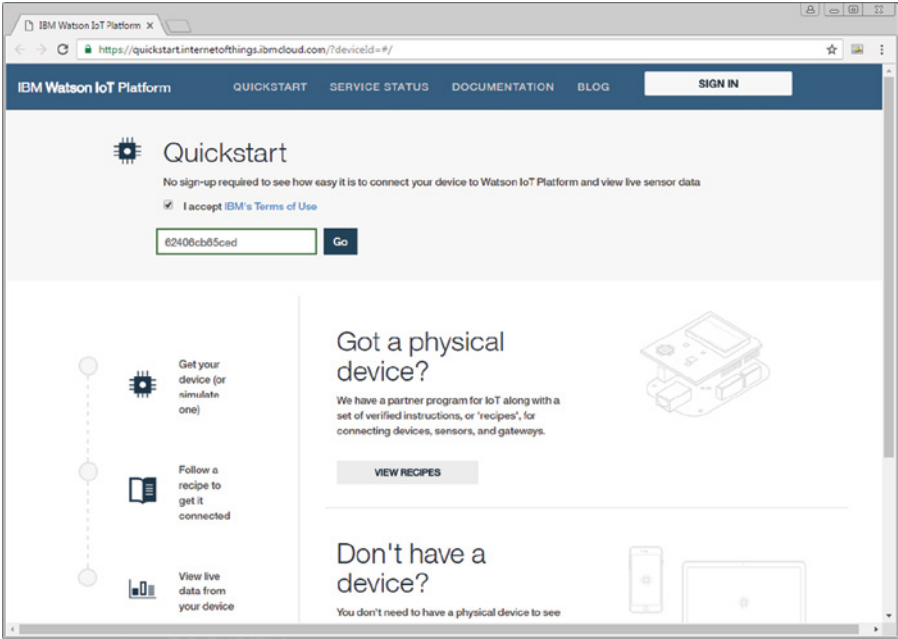 IBM Watson IoT Platform
https://quickstart.internetofthings.ibmcloud.com/?deviceId=#/
IBM Watson IoT Platform QUICKSTART SERVICE STATUS DOCUMENTATION BLOG SIGN IN
Quickstart
No sign-up required to see how easy it is to connect your device to Watson IoT Platform and view live sensor data
I accept IBM's Terms of Use
62406cb65ced Go
Get your
device (or
simulate
one)
Follow a
recipe to
get it
connected
View live
data from
your device
Got a physical
device?
We have a partner program for IoT along with a
set of verified instructions, or 'recipes', for
connecting devices, sensors, and gateways.
VIEW RECIPES
Don't have a
device?
You don't need to have a physical device to see